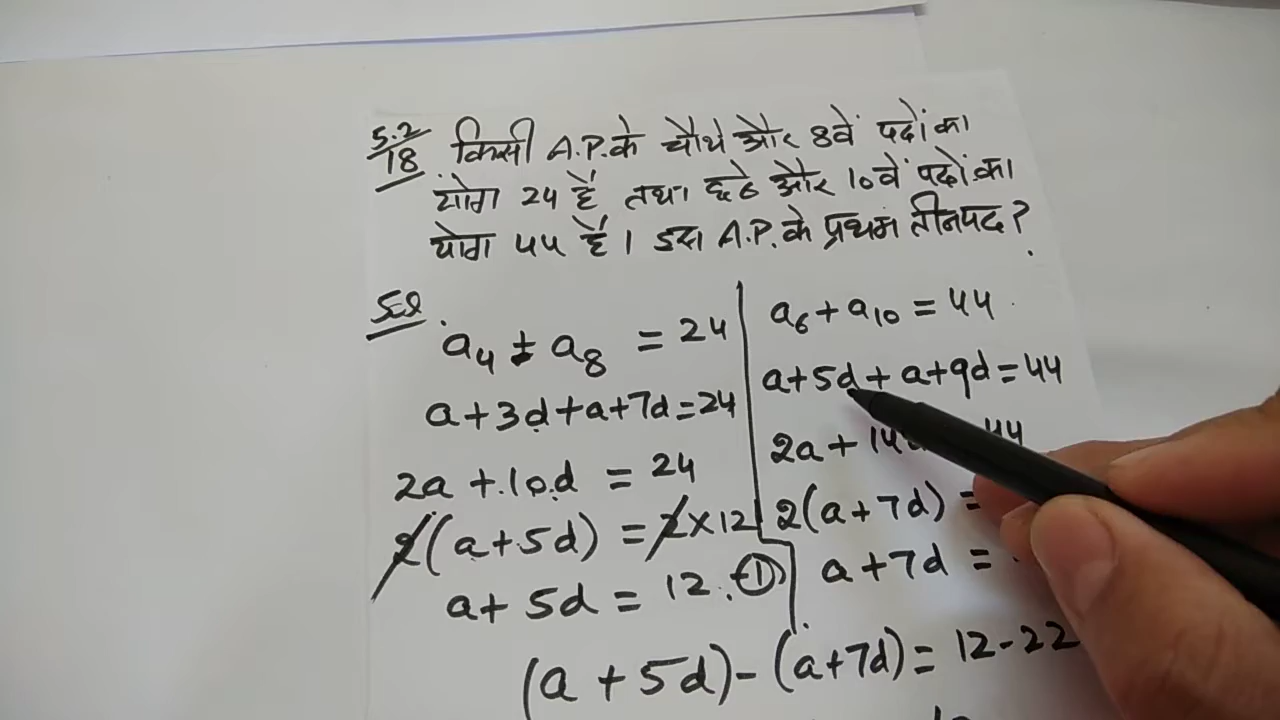 5.2
18
किसी A.P. के चौथे और 8वें पदों का
योग 24 हैं तथा छठे और 10वें पदों का
योग 44 हैं। इस A.P. के प्रथम तीन पद?
Sol.
a₄ + a₈ = 24
a+3d+a+7d=24
2a + 10d = 24
2(a+5d) = 2×12
a+5d = 12. ①
a₆ + a₁₀ = 44
a+5d+a+9d=44
2a+14 44
2(a+7d) =
a+7d =
(a+5d)-(a+7d)=12-22